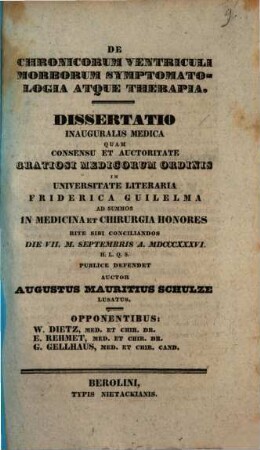 9.
DE
CHRONICORUM VENTRICULI
MORBORUM SYMPTOMATO-
LOGIA ATQUE THERAPIA.
DISSERTATIO
INAUGURALIS MEDICA
QUAM
CONSENSU ET AUCTORITATE
GRATIOSI MEDICORUM ORDINIS
IN
UNIVERSITATE LITERARIA
FRIDERICA GUILELMA
AD SUMMOS
IN MEDICINA ET CHIRURGIA HONORES
RITE SIBI CONCILIANDOS
DIE VII. M. SEPTEMBRIS A. MDCCCXXXVI.
H. L. Q. S.
PUBLICE DEFENDET
AUCTOR
AUGUSTUS MAURITIUS SCHULZE
LUSATUS.
OPPONENTIBUS:
W. DIETZ, MED. ET CHIR. DR.
E. REHMET, MED. ET CHIR. DR.
G. GELLHAUS, MED. ET CHIR. CAND.
BEROLINI,
TYPIS NIETACKIANIS.